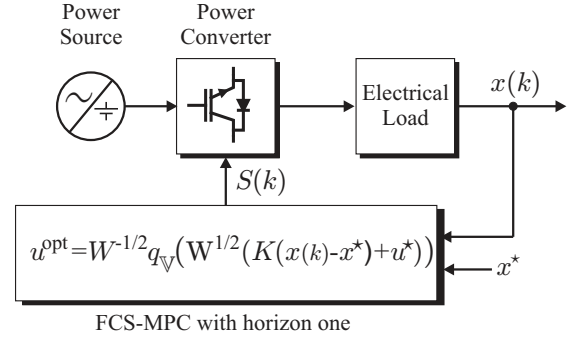 Power
Source
Power
Converter
Electrical
Load
x(k)
S(k)
u^opt=W^-1/2 q_𝕍(W^1/2(K(x(k)-x^⋆)+u^⋆))
x^⋆
FCS-MPC with horizon one